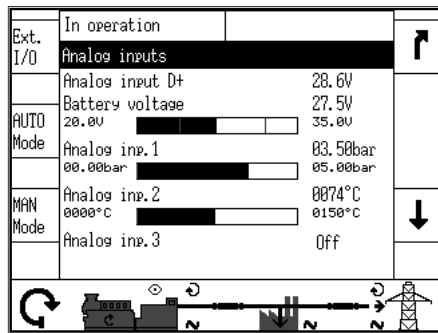 In operation
Ext.
I/O
Analog inputs
Analog input D+ 28.6V
Battery voltage 27.5V
AUTO
Mode
20.0V 35.0V
Analog inp.1 03.50bar
00.00bar 05.00bar
Analog inp.2 0074°C
MAN
Mode
0000°C 0150°C
Analog inp.3 Off